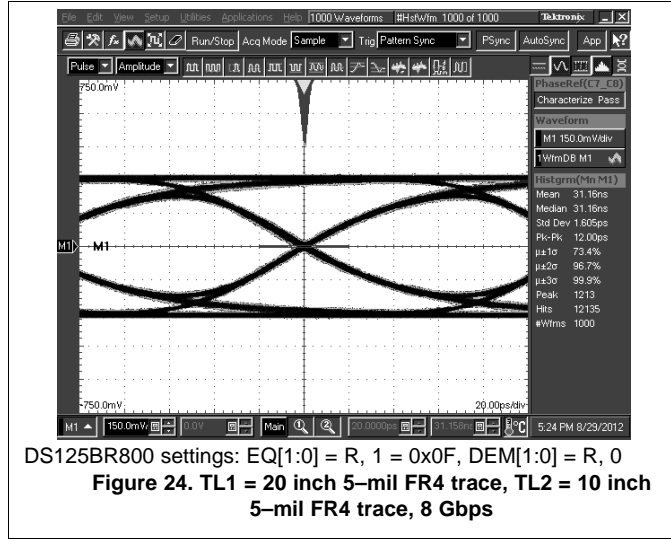 File Edit View Setup Utilities Applications Help 1000 Waveforms #HstWfm 1000 of 1000 Tektronix
Run/Stop Acq Mode Sample Trig Pattern Sync PSync AutoSync App
Pulse Amplitude
750.0mV
PhaseRef(C7_C8)
Characterize Pass
Waveform
M1 150.0mV/div
1WfmDB M1
Histgrm(Mn M1)
Mean 31.16ns
Median 31.16ns
Std Dev 1.605ps
Pk-Pk 12.00ps
µ±1σ 73.4%
µ±2σ 96.7%
µ±3σ 99.9%
Peak 1213
Hits 12135
#Wfms 1000
M1 M1
-750.0mV 20.00ps/div
M1 150.0mV/ 0.0V Main 1 2 20.0000ps 31.158ns °C 5:24 PM 8/29/2012
DS125BR800 settings: EQ[1:0] = R, 1 = 0x0F, DEM[1:0] = R, 0
Figure 24. TL1 = 20 inch 5–mil FR4 trace, TL2 = 10 inch
5–mil FR4 trace, 8 Gbps